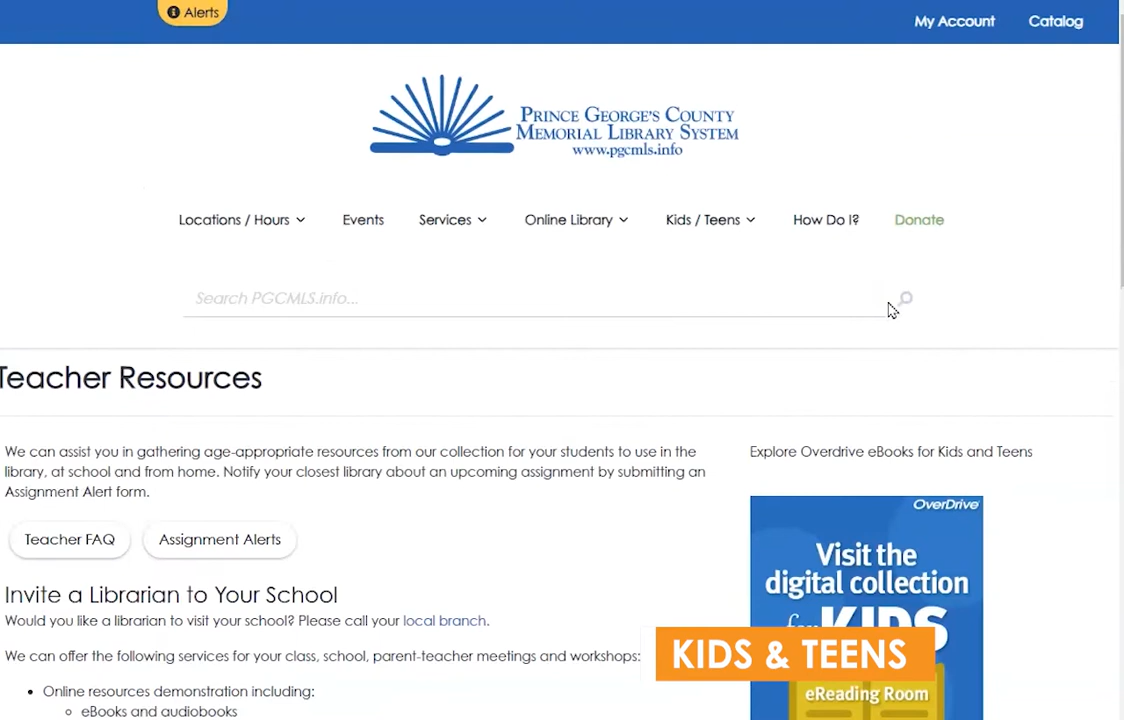 Alerts
My Account Catalog
PRINCE GEORGE'S COUNTY
MEMORIAL LIBRARY SYSTEM
www.pgcmls.info
Locations / Hours Events Services Online Library Kids / Teens How Do I? Donate
Search PGCMLS.info...
Teacher Resources
We can assist you in gathering age-appropriate resources from our collection for your students to use in the
library, at school and from home. Notify your closest library about an upcoming assignment by submitting an
Assignment Alert form.
Teacher FAQ Assignment Alerts
Invite a Librarian to Your School
Would you like a librarian to visit your school? Please call your local branch.
We can offer the following services for your class, school, parent-teacher meetings and workshops:
Online resources demonstration including:
eBooks and audiobooks
Explore Overdrive eBooks for Kids and Teens
OverDrive
Visit the
digital collection
for KIDS
KIDS & TEENS
eReading Room